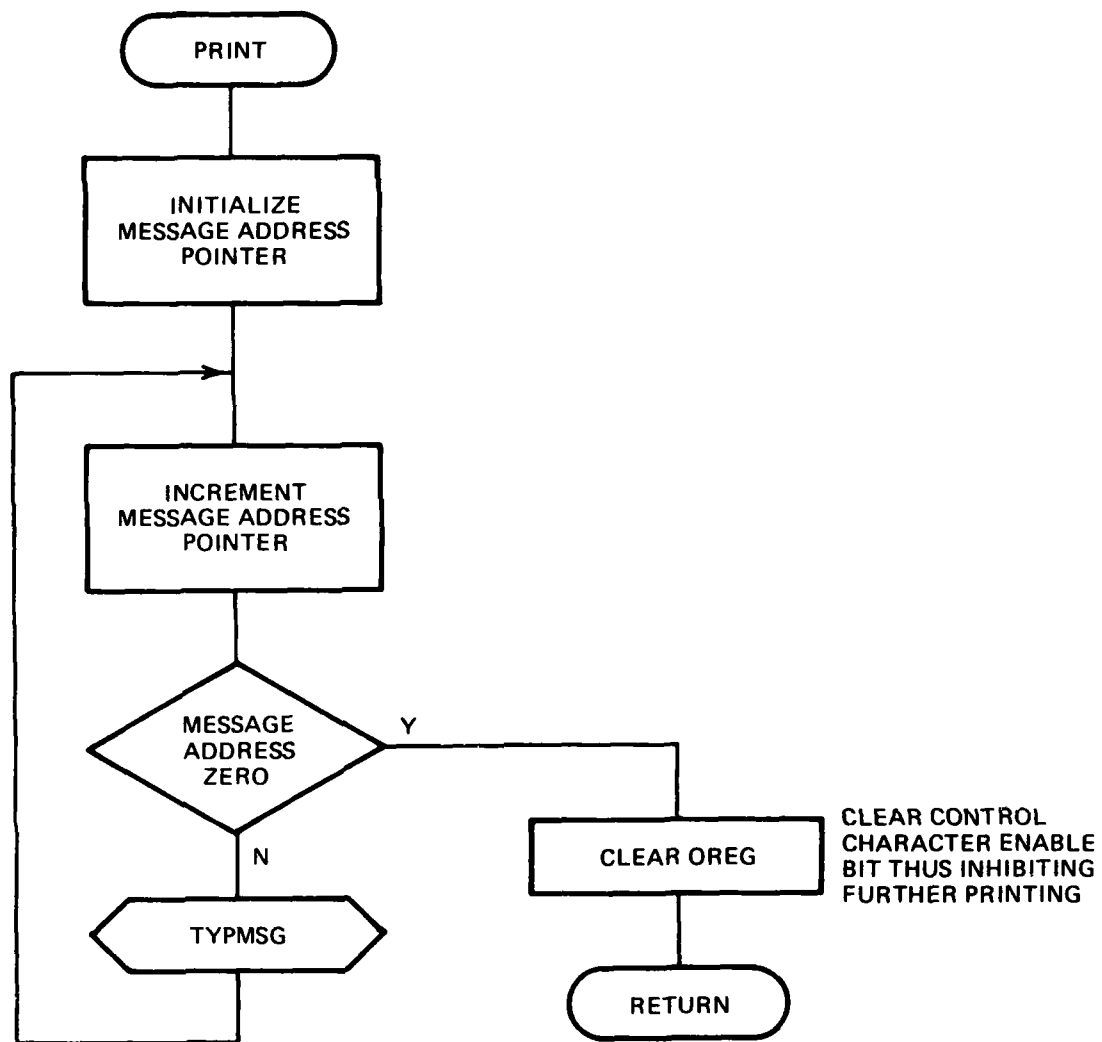 PRINT
INITIALIZE
MESSAGE ADDRESS
POINTER
INCREMENT
MESSAGE ADDRESS
POINTER
MESSAGE
ADDRESS
ZERO
Y
N
TYPMSG
CLEAR OREG
CLEAR CONTROL
CHARACTER ENABLE
BIT THUS INHIBITING
FURTHER PRINTING
RETURN